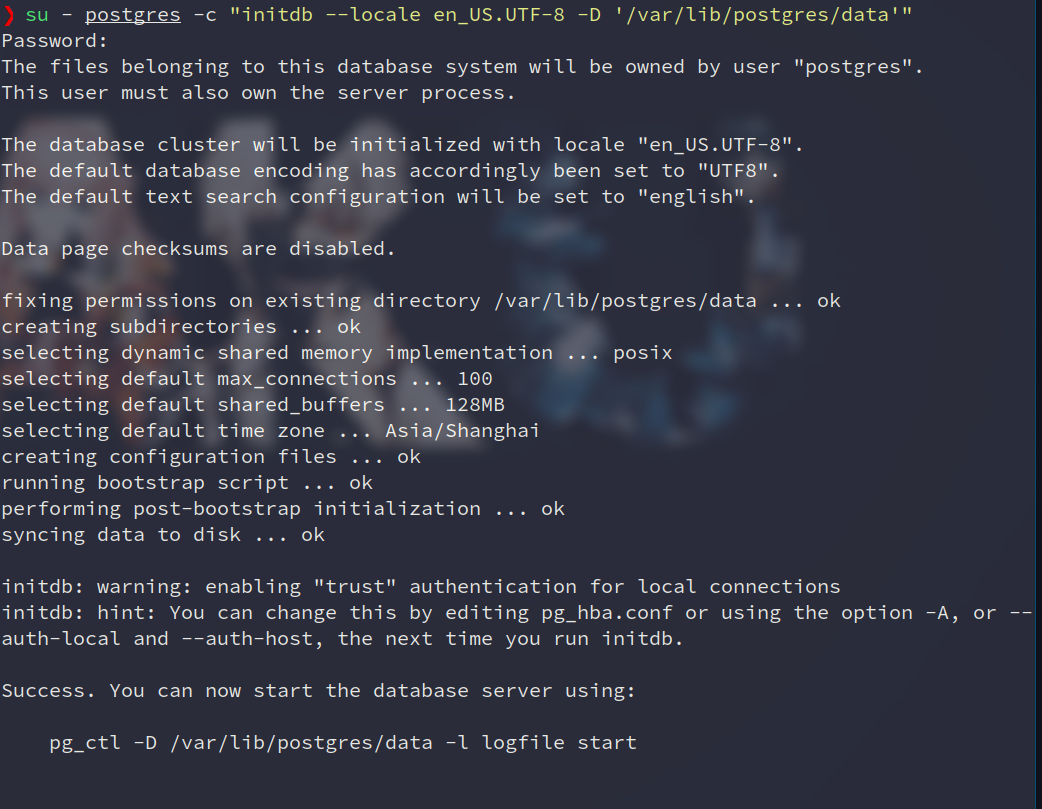 ❯ su - postgres -c "initdb --locale en_US.UTF-8 -D '/var/lib/postgres/data'"
Password:
The files belonging to this database system will be owned by user "postgres".
This user must also own the server process.
The database cluster will be initialized with locale "en_US.UTF-8".
The default database encoding has accordingly been set to "UTF8".
The default text search configuration will be set to "english".
Data page checksums are disabled.
fixing permissions on existing directory /var/lib/postgres/data ... ok
creating subdirectories ... ok
selecting dynamic shared memory implementation ... posix
selecting default max_connections ... 100
selecting default shared_buffers ... 128MB
selecting default time zone ... Asia/Shanghai
creating configuration files ... ok
running bootstrap script ... ok
performing post-bootstrap initialization ... ok
syncing data to disk ... ok
initdb: warning: enabling "trust" authentication for local connections
initdb: hint: You can change this by editing pg_hba.conf or using the option -A, or --
auth-local and --auth-host, the next time you run initdb.
Success. You can now start the database server using:
pg_ctl -D /var/lib/postgres/data -l logfile start